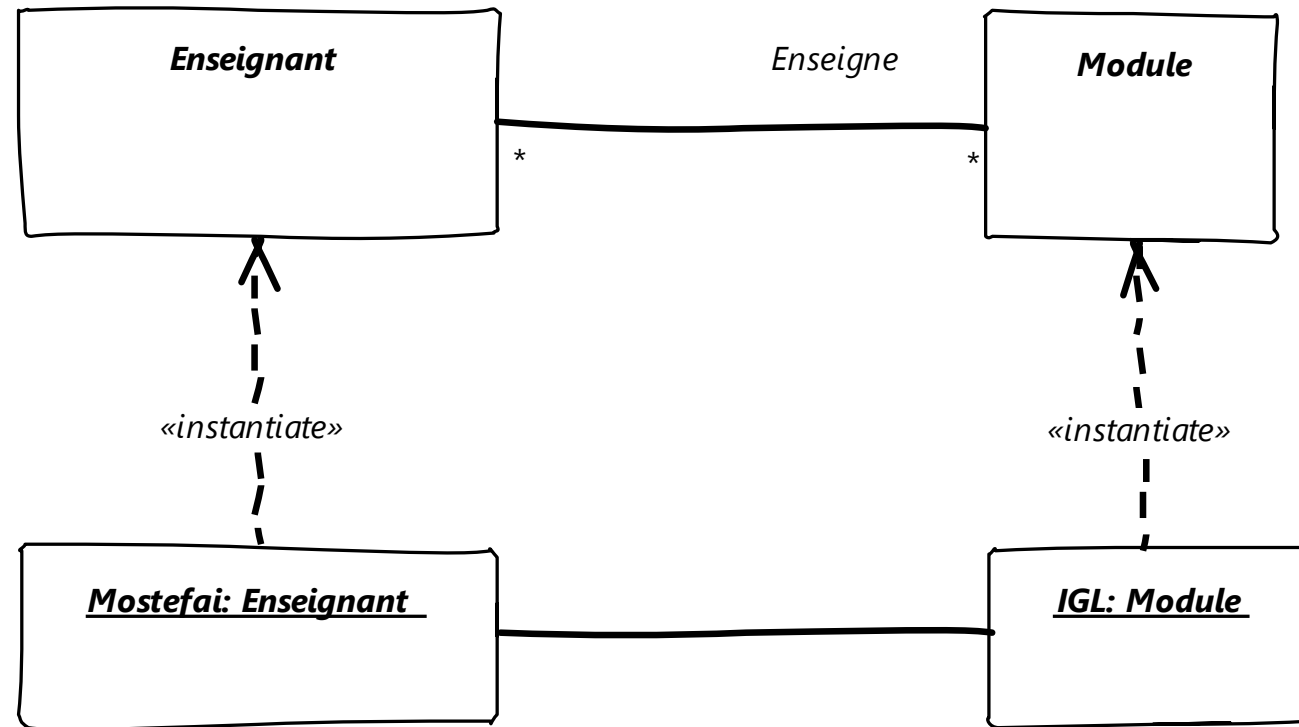 Enseignant
Enseigne
Module
*
*
«instantiate»
«instantiate»
Mostefai: Enseignant
IGL: Module